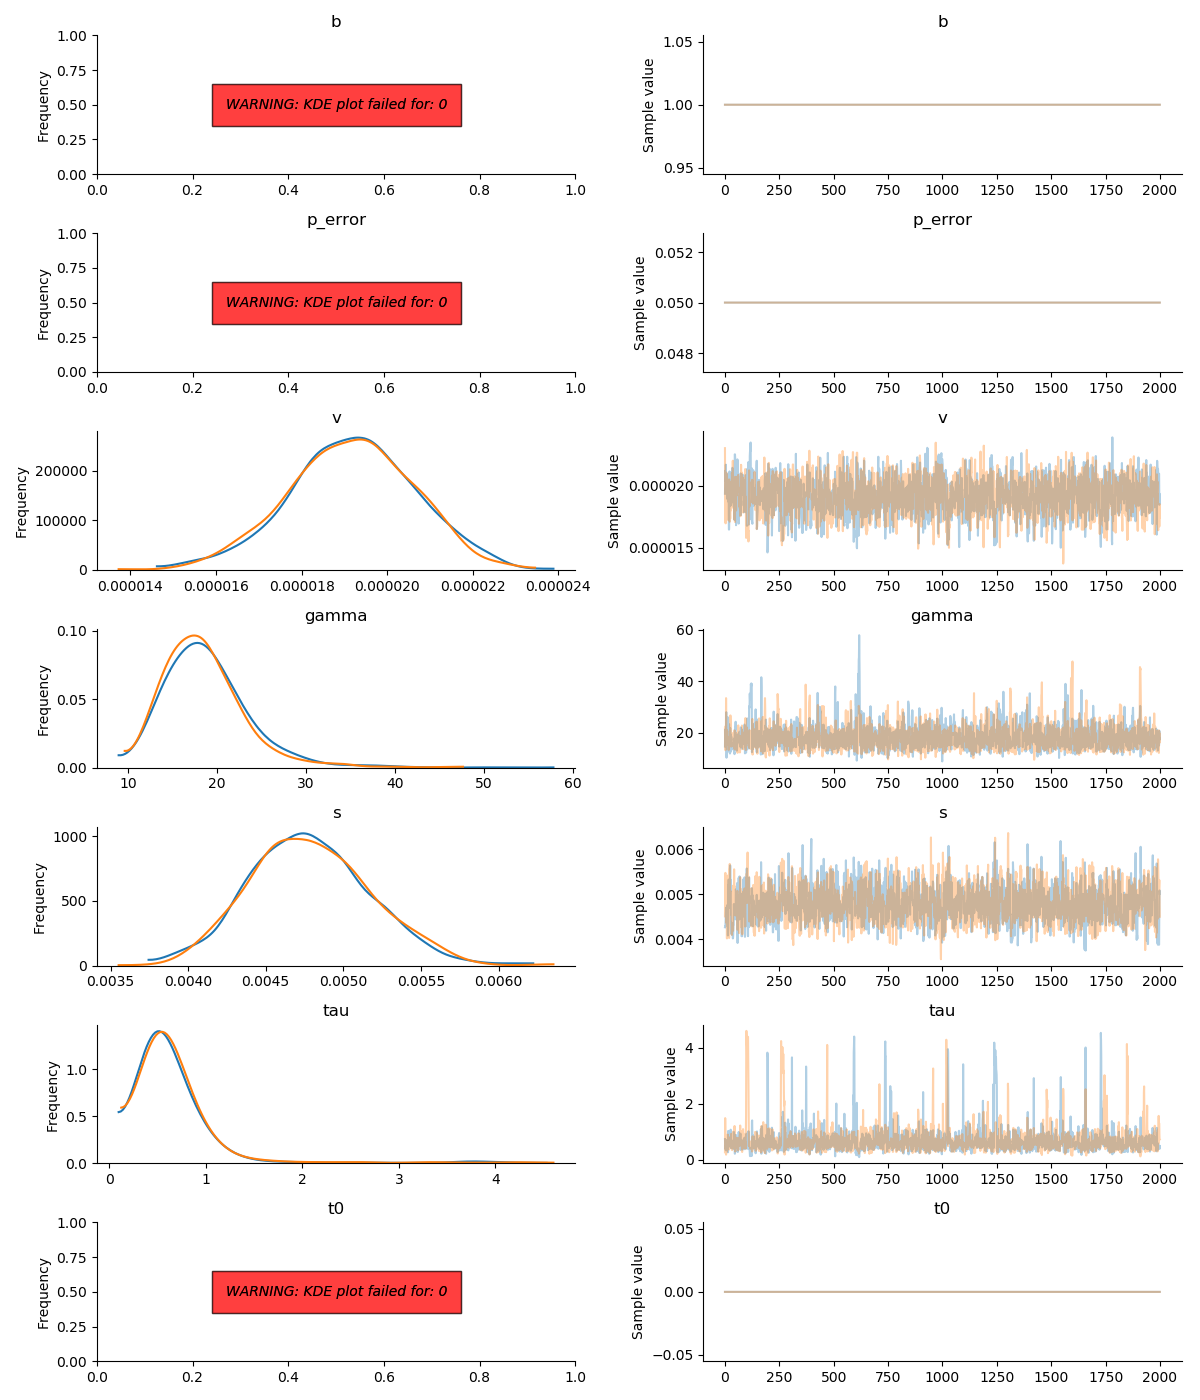 b
b
Frequency
1.00
0.75
0.50
0.25
0.00
WARNING: KDE plot failed for: 0
0.0 0.2 0.4 0.6 0.8 1.0
Sample value
1.05
1.00
0.95
0 250 500 750 1000 1250 1500 1750 2000
p_error
p_error
Frequency
1.00
0.75
0.50
0.25
0.00
WARNING: KDE plot failed for: 0
0.0 0.2 0.4 0.6 0.8 1.0
Sample value
0.052
0.050
0.048
0 250 500 750 1000 1250 1500 1750 2000
v
v
Frequency
200000
100000
0
0.000014 0.000016 0.000018 0.000020 0.000022 0.000024
Sample value
0.000020
0.000015
0 250 500 750 1000 1250 1500 1750 2000
gamma
gamma
Frequency
0.10
0.05
0.00
10 20 30 40 50 60
Sample value
60
40
20
0 250 500 750 1000 1250 1500 1750 2000
s
s
Frequency
1000
500
0
0.0035 0.0040 0.0045 0.0050 0.0055 0.0060
Sample value
0.006
0.005
0.004
0 250 500 750 1000 1250 1500 1750 2000
tau
tau
Frequency
1.0
0.5
0.0
0 1 2 3 4
Sample value
4
2
0
0 250 500 750 1000 1250 1500 1750 2000
t0
t0
Frequency
1.00
0.75
0.50
0.25
0.00
WARNING: KDE plot failed for: 0
0.0 0.2 0.4 0.6 0.8 1.0
Sample value
0.05
0.00
−0.05
0 250 500 750 1000 1250 1500 1750 2000